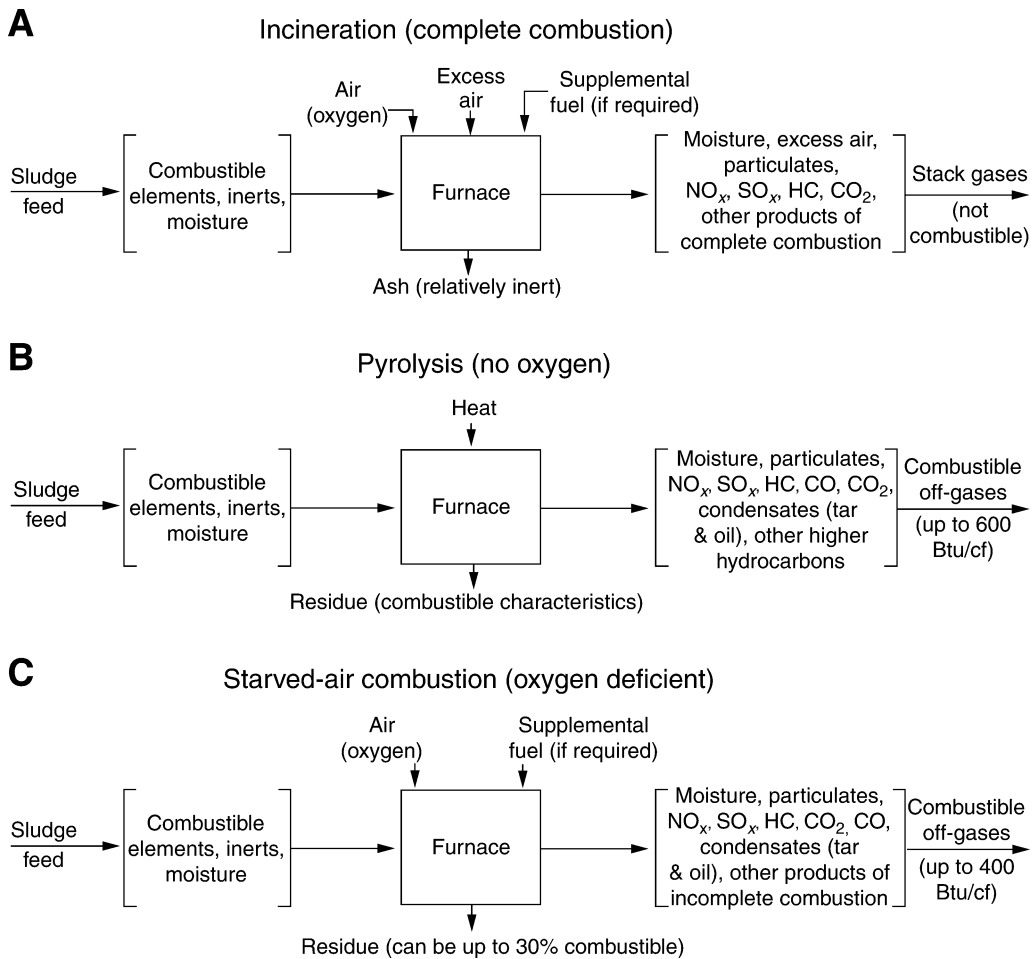 A
Incineration (complete combustion)
Air
(oxygen)
Excess
air
Supplemental
fuel (if required)
Sludge
feed
Combustible
elements, inerts,
moisture
Furnace
Moisture, excess air,
particulates,
NOx, SOx, HC, CO2,
other products of
complete combustion
Stack gases
(not
combustible)
Ash (relatively inert)
B
Pyrolysis (no oxygen)
Heat
Sludge
feed
Combustible
elements, inerts,
moisture
Furnace
Moisture, particulates,
NOx, SOx, HC, CO, CO2,
condensates (tar
& oil), other higher
hydrocarbons
Combustible
off-gases
(up to 600
Btu/cf)
Residue (combustible characteristics)
C
Starved-air combustion (oxygen deficient)
Air
(oxygen)
Supplemental
fuel (if required)
Sludge
feed
Combustible
elements, inerts,
moisture
Furnace
Moisture, particulates,
NOx, SOx, HC, CO2, CO,
condensates (tar
& oil), other products of
incomplete combustion
Combustible
off-gases
(up to 400
Btu/cf)
Residue (can be up to 30% combustible)